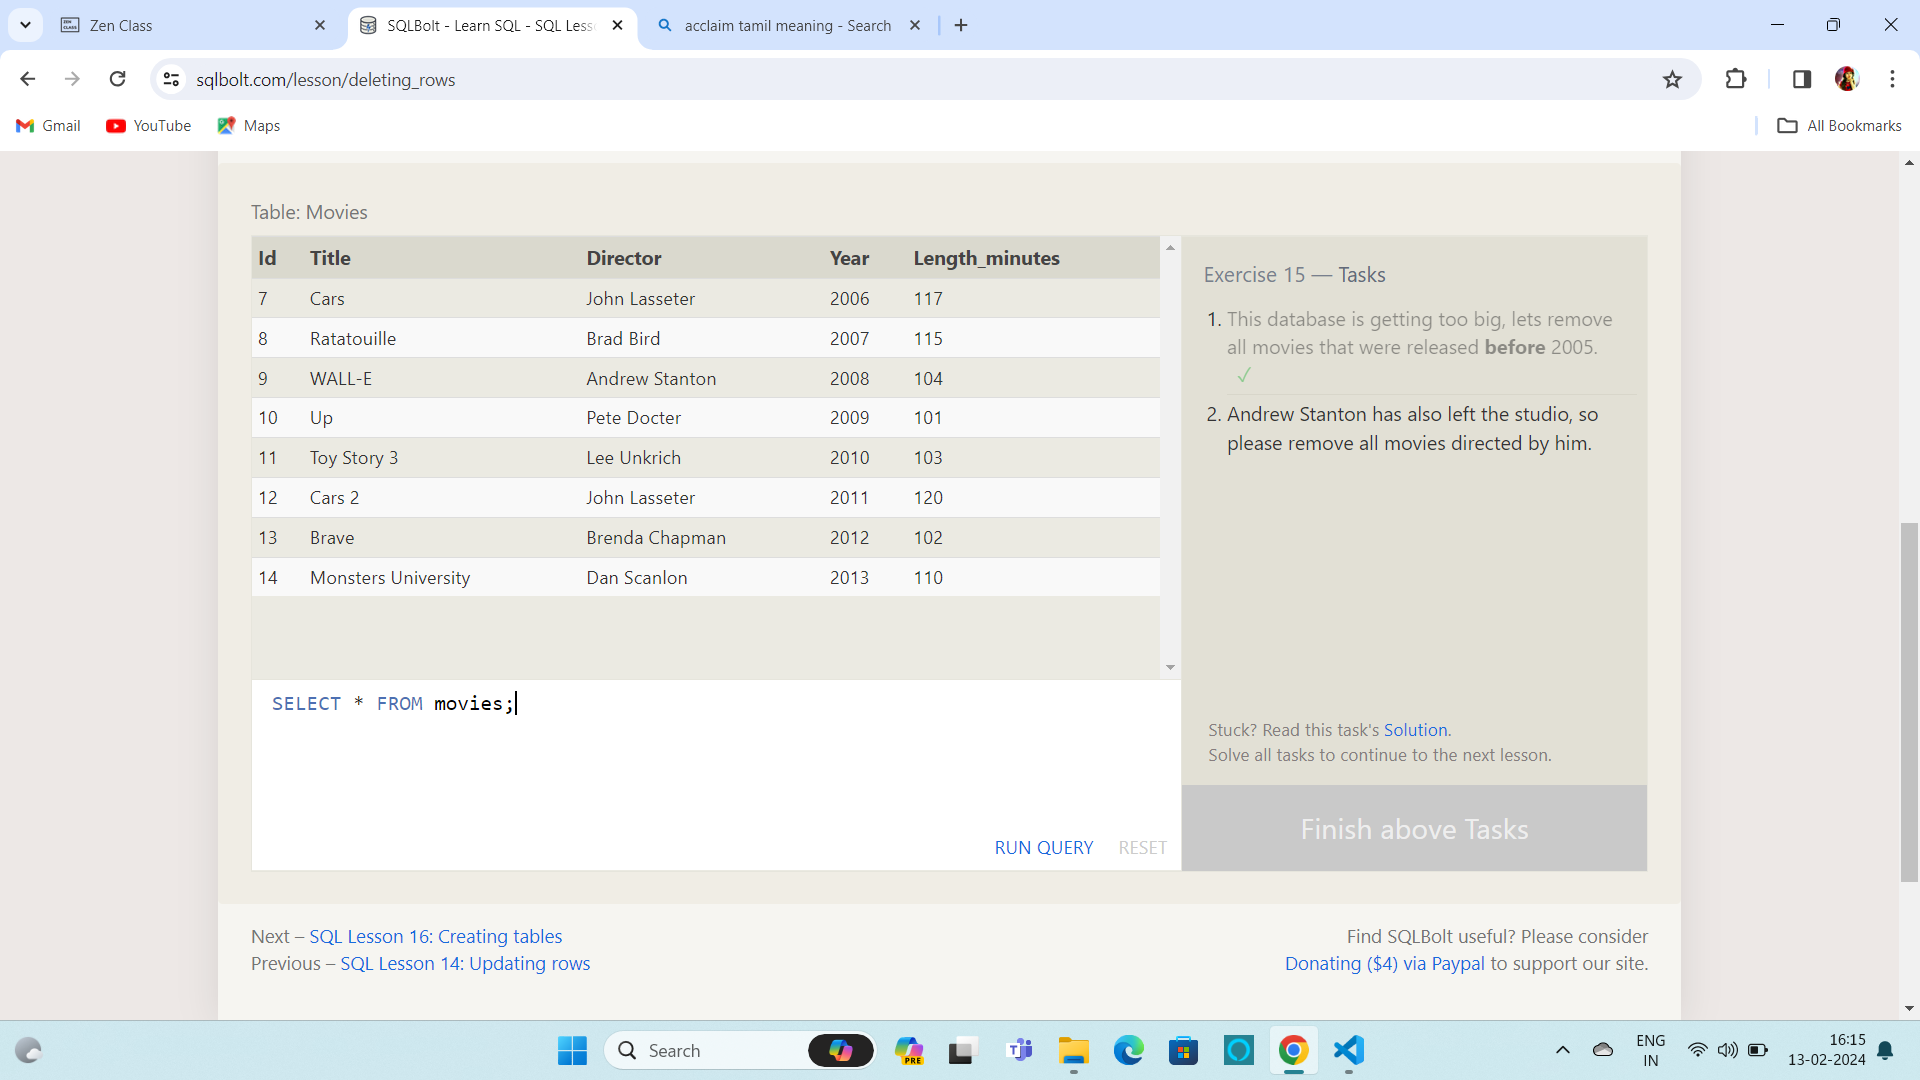 Zen Class
SQLBolt - Learn SQL - SQL Less
acclaim tamil meaning - Search
sqlbolt.com/lesson/deleting_rows
Gmail
YouTube
Maps
All Bookmarks
Table: Movies
Id Title Director Year Length_minutes
7 Cars John Lasseter 2006 117
8 Ratatouille Brad Bird 2007 115
9 WALL-E Andrew Stanton 2008 104
10 Up Pete Docter 2009 101
11 Toy Story 3 Lee Unkrich 2010 103
12 Cars 2 John Lasseter 2011 120
13 Brave Brenda Chapman 2012 102
14 Monsters University Dan Scanlon 2013 110
SELECT * FROM movies;
RUN QUERY RESET
Exercise 15 — Tasks
1. This database is getting too big, lets remove
all movies that were released before 2005.
✓
2. Andrew Stanton has also left the studio, so
please remove all movies directed by him.
Stuck? Read this task's Solution.
Solve all tasks to continue to the next lesson.
Finish above Tasks
Next – SQL Lesson 16: Creating tables
Previous – SQL Lesson 14: Updating rows
Find SQLBolt useful? Please consider
Donating ($4) via Paypal to support our site.
Search
PRE
ENG
IN
16:15
13-02-2024